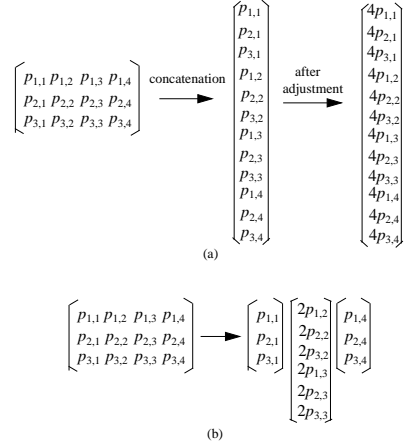 p1,1 p1,2 p1,3 p1,4
p2,1 p2,2 p2,3 p2,4
p3,1 p3,2 p3,3 p3,4
concatenation
p1,1
p2,1
p3,1
p1,2
p2,2
p3,2
p1,3
p2,3
p3,3
p1,4
p2,4
p3,4
after
adjustment
4p1,1
4p2,1
4p3,1
4p1,2
4p2,2
4p3,2
4p1,3
4p2,3
4p3,3
4p1,4
4p2,4
4p3,4
(a)
p1,1 p1,2 p1,3 p1,4
p2,1 p2,2 p2,3 p2,4
p3,1 p3,2 p3,3 p3,4
p1,1
p2,1
p3,1
2p1,2
2p2,2
2p3,2
2p1,3
2p2,3
2p3,3
p1,4
p2,4
p3,4
(b)